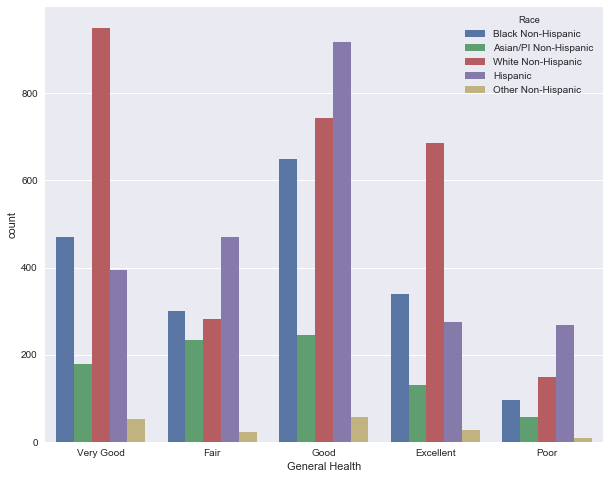 Race
Black Non-Hispanic
Asian/PI Non-Hispanic
White Non-Hispanic
Hispanic
Other Non-Hispanic
800
600
400
200
0
count
Very Good Fair Good Excellent Poor
General Health